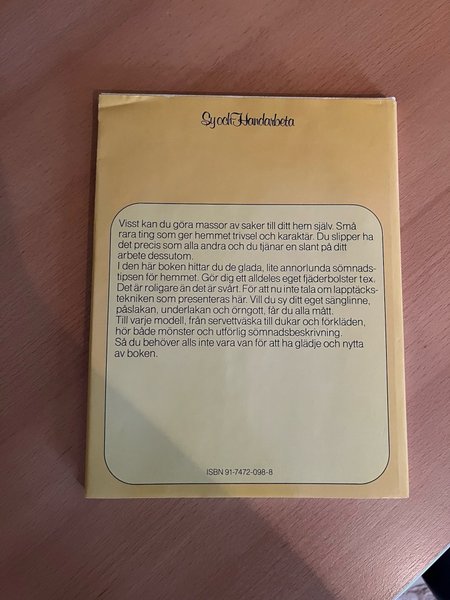 Sy och Handarbeta
Visst kan du göra massor av saker till ditt hem själv. Små
rara ting som ger hemmet trivsel och karaktär. Du slipper ha
det precis som alla andra och du tjänar en slant på ditt
arbete dessutom.
I den här boken hittar du de glada, lite annorlunda sömnads-
tipsen för hemmet. Gör dig ett alldeles eget fjäderbolster t ex.
Det är roligare än det är svårt. För att nu inte tala om lapptäcks-
tekniken som presenteras här. Vill du sy ditt eget sänglinne,
påslakan, underlakan och örngott, får du alla mått.
Till varje modell, från servettväska till dukar och förkläden,
hör både mönster och utförlig sömnadsbeskrivning.
Så du behöver alls inte vara van för att ha glädje och nytta
av boken.
ISBN 91-7472-098-8